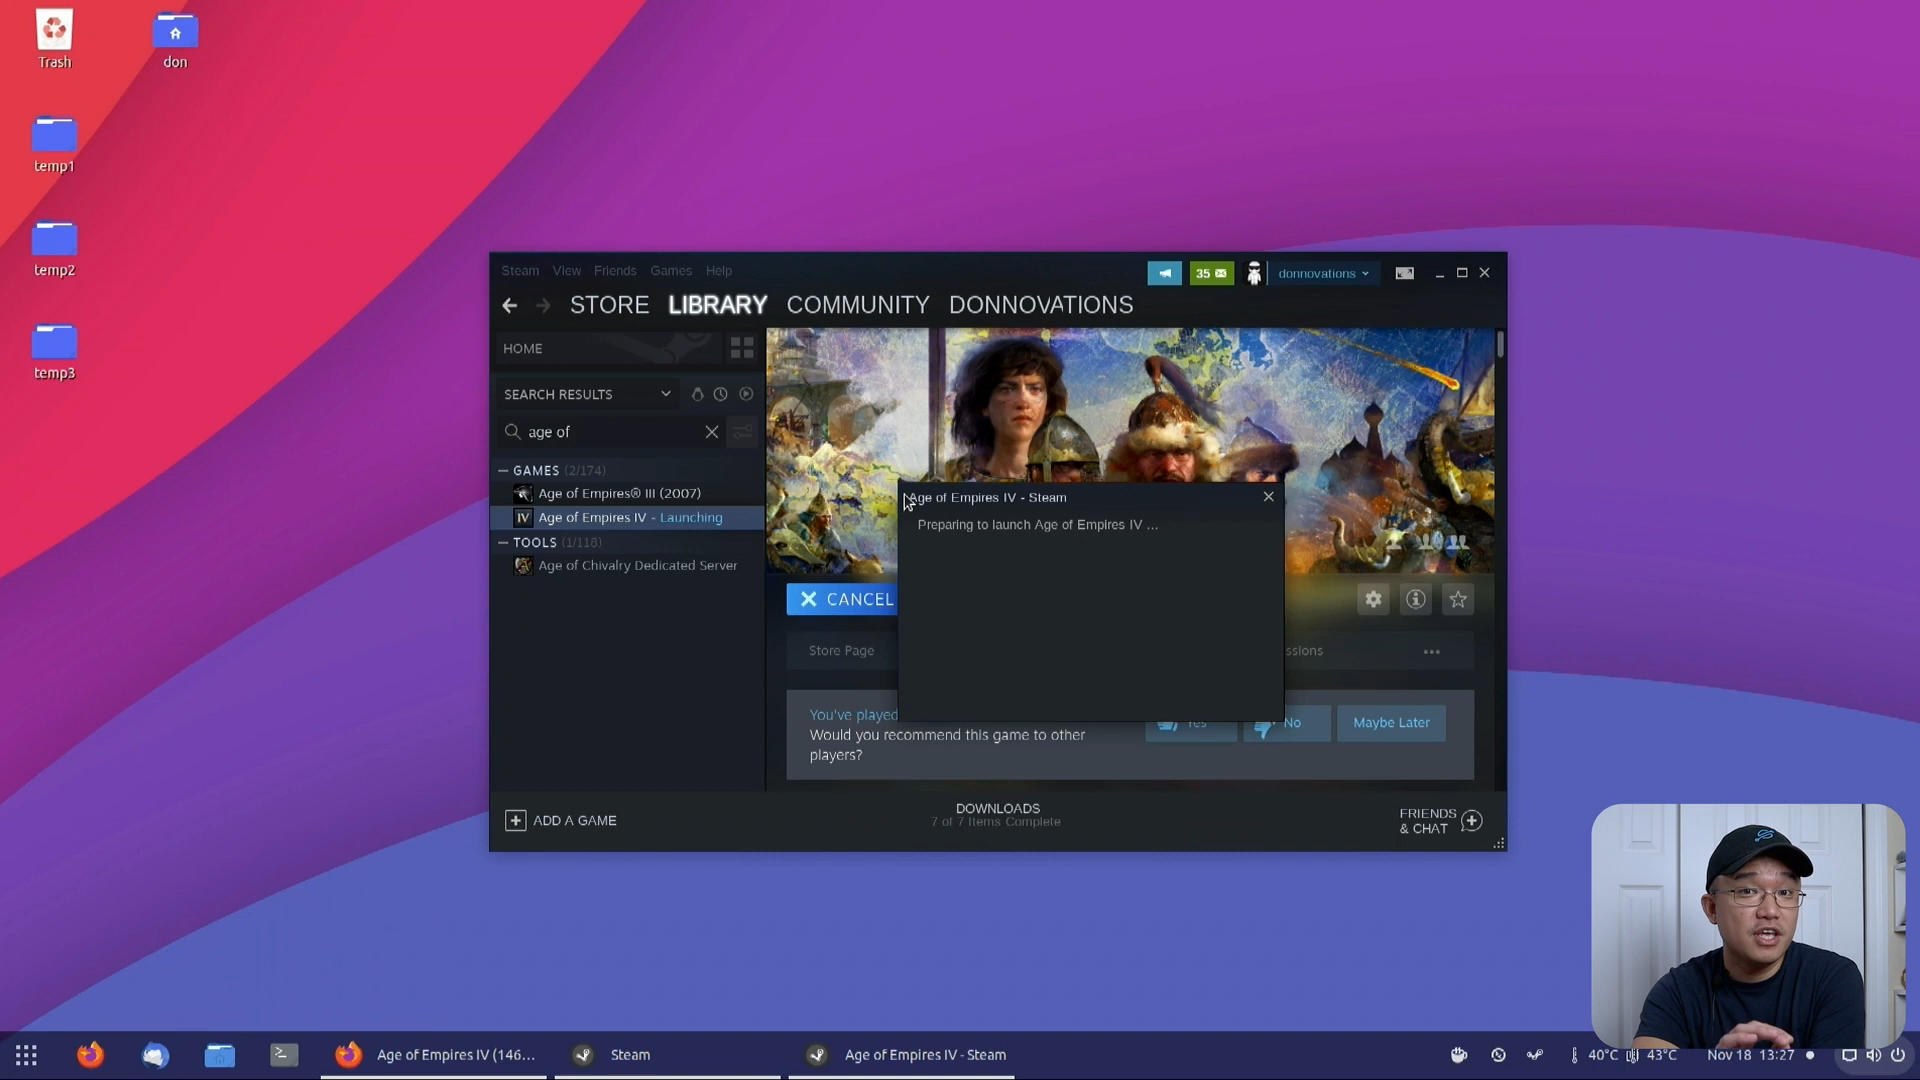 Trash
don
temp1
temp2
temp3
Steam View Friends Games Help
35
donnovations
STORE LIBRARY COMMUNITY DONNOVATIONS
HOME
SEARCH RESULTS
age of
GAMES (2/174)
Age of Empires® III (2007)
IV Age of Empires IV - Launching
TOOLS (1/118)
Age of Chivalry Dedicated Server
Age of Empires IV - Steam
Preparing to launch Age of Empires IV ...
CANCEL
Store Page
ssions
You've played
Would you recommend this game to other
players?
Yes
No
Maybe Later
ADD A GAME
DOWNLOADS
7 of 7 Items Complete
FRIENDS
& CHAT
Age of Empires IV (146...
Steam
Age of Empires IV - Steam
40°C
43°C
Nov 18 13:27